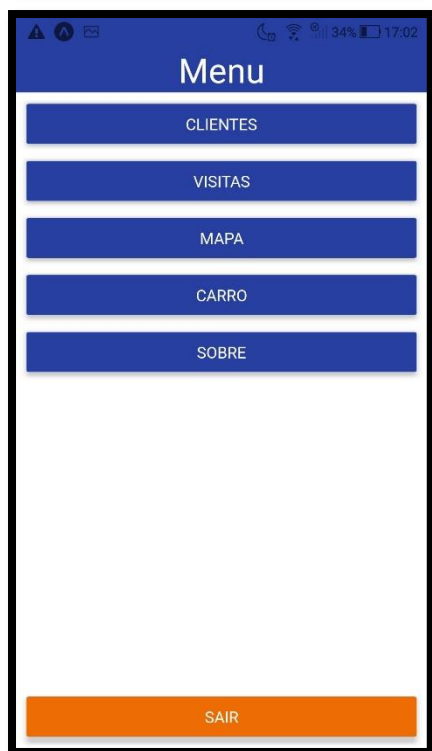 34% 17:02
Menu
CLIENTES
VISITAS
MAPA
CARRO
SOBRE
SAIR